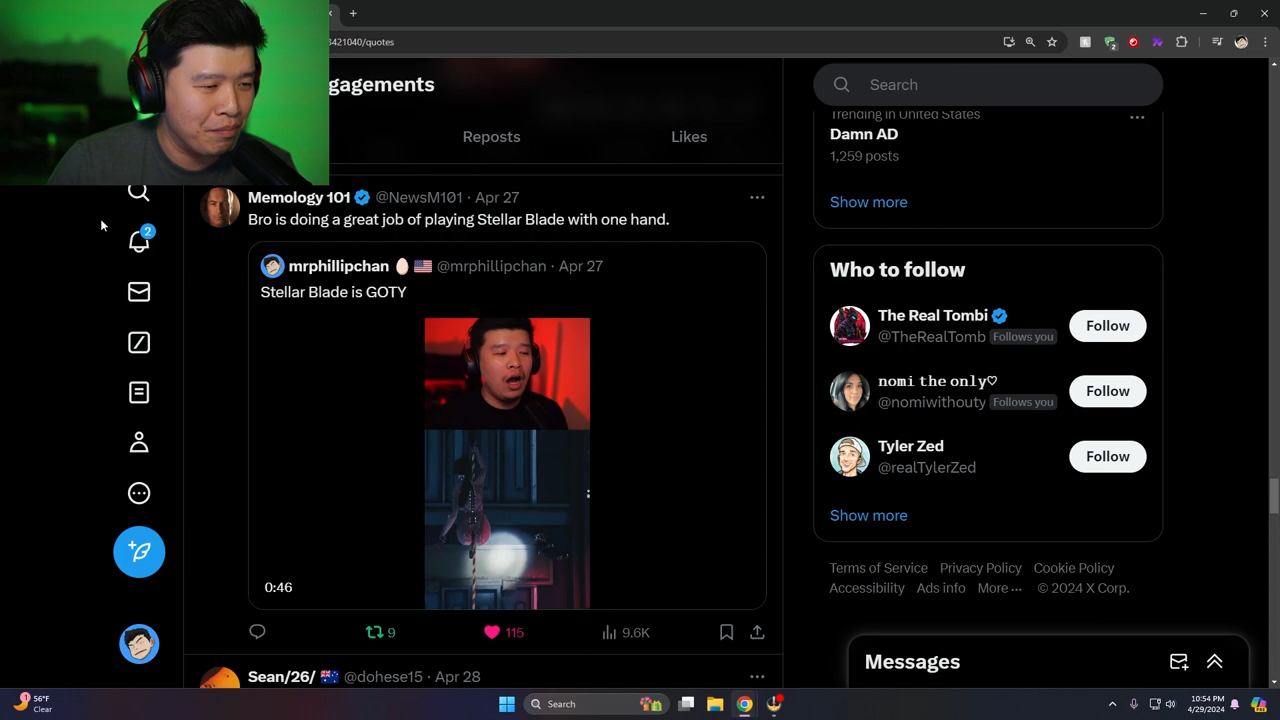 3421040/quotes
gagements
Reposts
Likes
Memology 101 @NewsM101 · Apr 27
Bro is doing a great job of playing Stellar Blade with one hand.
mrphillipchan 🥚 🇺🇸 @mrphillipchan · Apr 27
Stellar Blade is GOTY
0:46
9
115
9.6K
Sean/26/ 🇦🇺 @dohese15 · Apr 28
2
Search
Trending in United States
Damn AD
1,259 posts
Show more
Who to follow
The Real Tombi
@TheRealTomb Follows you
Follow
𝕟𝕠𝕞𝕚 𝕥𝕙𝕖 𝕠𝕟𝕝𝕪♡
@nomiwithouty Follows you
Follow
Tyler Zed
@realTylerZed
Follow
Show more
Terms of Service Privacy Policy Cookie Policy
Accessibility Ads info More ··· © 2024 X Corp.
Messages
1
56°F
Clear
Search
10:54 PM
4/29/2024